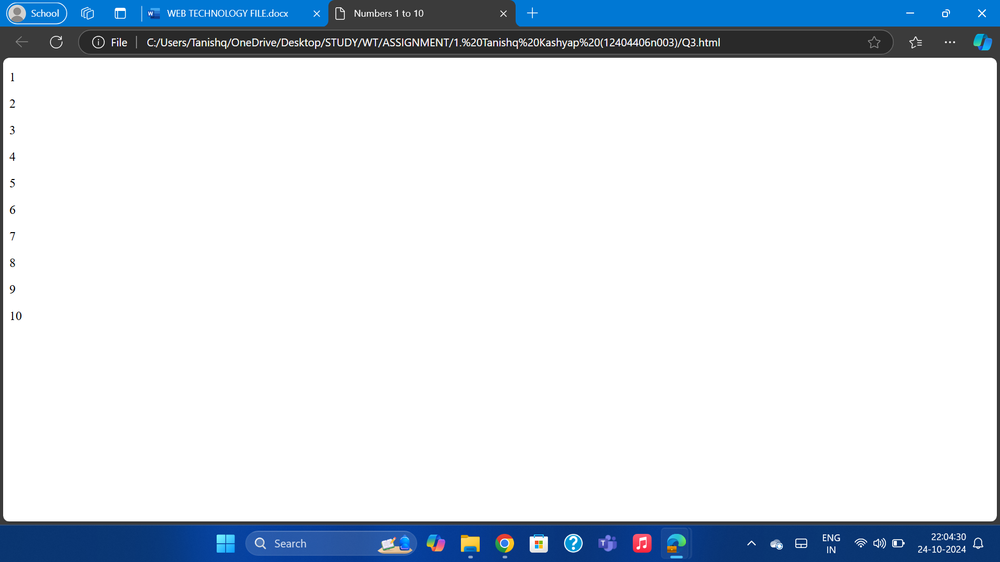 School
WEB TECHNOLOGY FILE.docx
Numbers 1 to 10
File
C:/Users/Tanishq/OneDrive/Desktop/STUDY/WT/ASSIGNMENT/1.%20Tanishq%20Kashyap%20(12404406n003)/Q3.html
1
2
3
4
5
6
7
8
9
10
Search
ENG
IN
22:04:30
24-10-2024